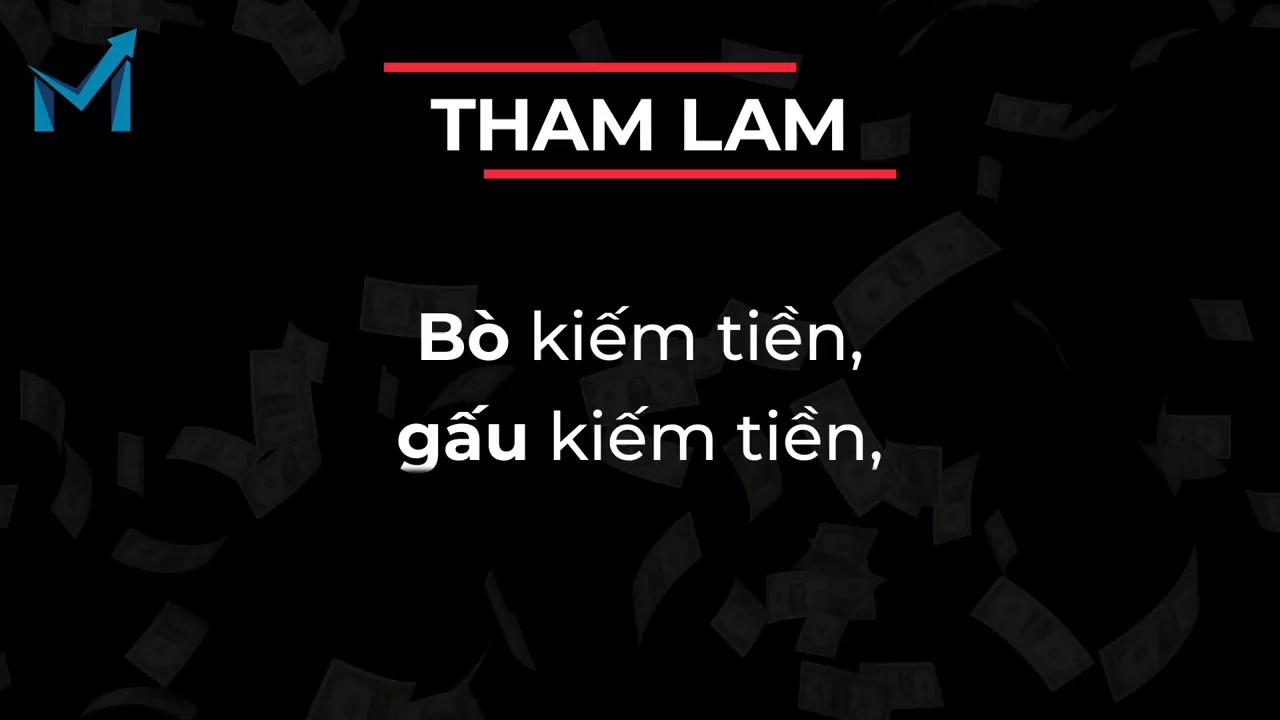 THAM LAM
Bò kiếm tiền,
gấu kiếm tiền,